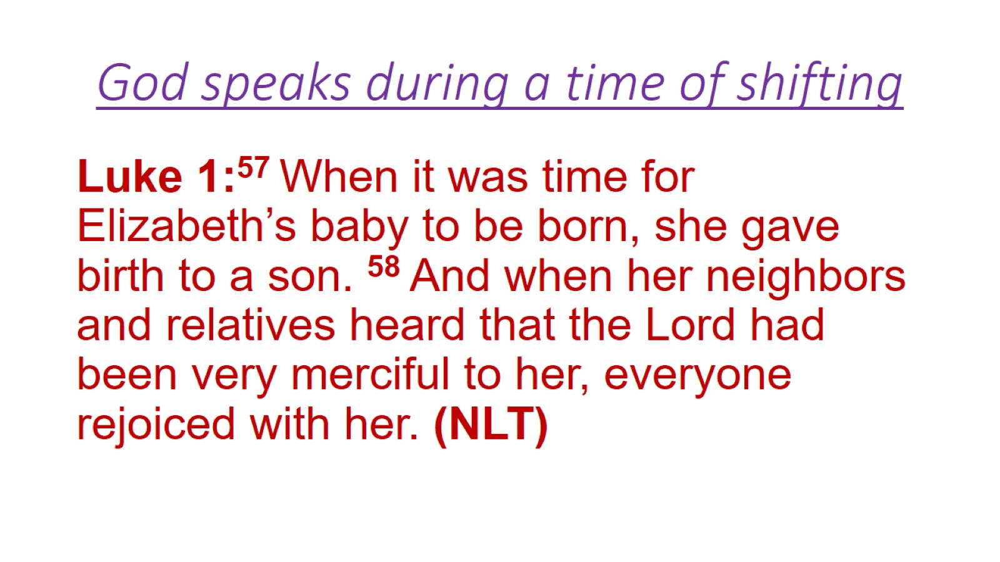 God speaks during a time of shifting
Luke 1:57 When it was time for
Elizabeth’s baby to be born, she gave
birth to a son. 58 And when her neighbors
and relatives heard that the Lord had
been very merciful to her, everyone
rejoiced with her. (NLT)